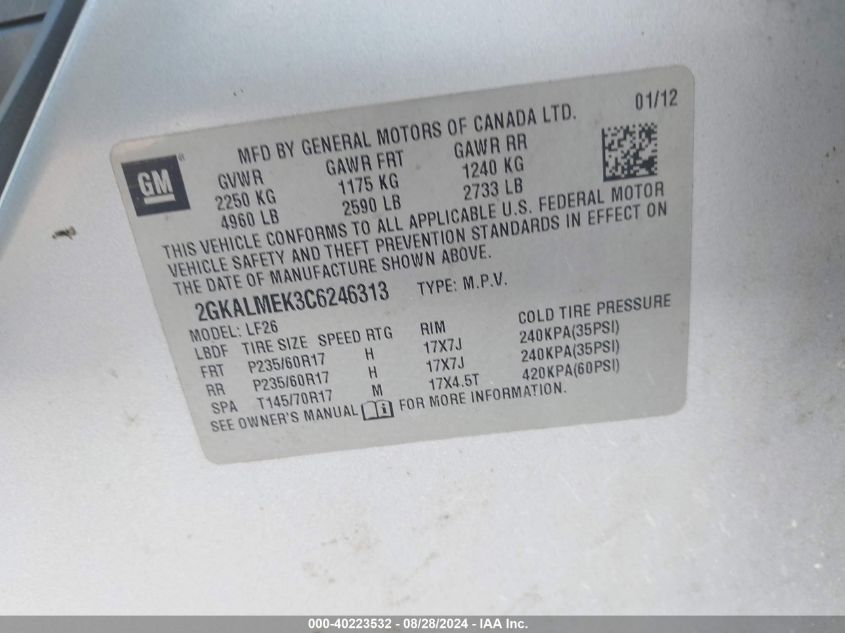 01/12
MFD BY GENERAL MOTORS OF CANADA LTD.
GM®
GVWR GAWR FRT GAWR RR
2250 KG 1175 KG 1240 KG
4960 LB 2590 LB 2733 LB
THIS VEHICLE CONFORMS TO ALL APPLICABLE U.S. FEDERAL MOTOR
VEHICLE SAFETY AND THEFT PREVENTION STANDARDS IN EFFECT ON
THE DATE OF MANUFACTURE SHOWN ABOVE.
2GKALMEK3C6246313 TYPE: M.P.V.
MODEL: LF26
LBDF TIRE SIZE SPEED RTG RIM COLD TIRE PRESSURE
FRT P235/60R17 H 17X7J 240KPA(35PSI)
RR P235/60R17 H 17X7J 240KPA(35PSI)
SPA T145/70R17 M 17X4.5T 420KPA(60PSI)
SEE OWNER'S MANUAL i FOR MORE INFORMATION.
000-40223532 - 08/28/2024 - IAA Inc.